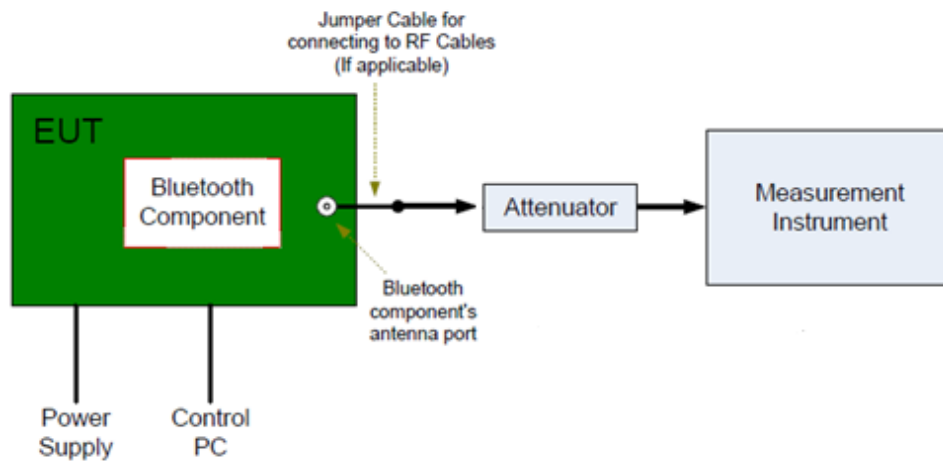 Jumper Cable for
connecting to RF Cables
(If applicable)
EUT
Bluetooth
Component
Attenuator
Measurement
Instrument
Bluetooth
component's
antenna port
Power
Supply
Control
PC